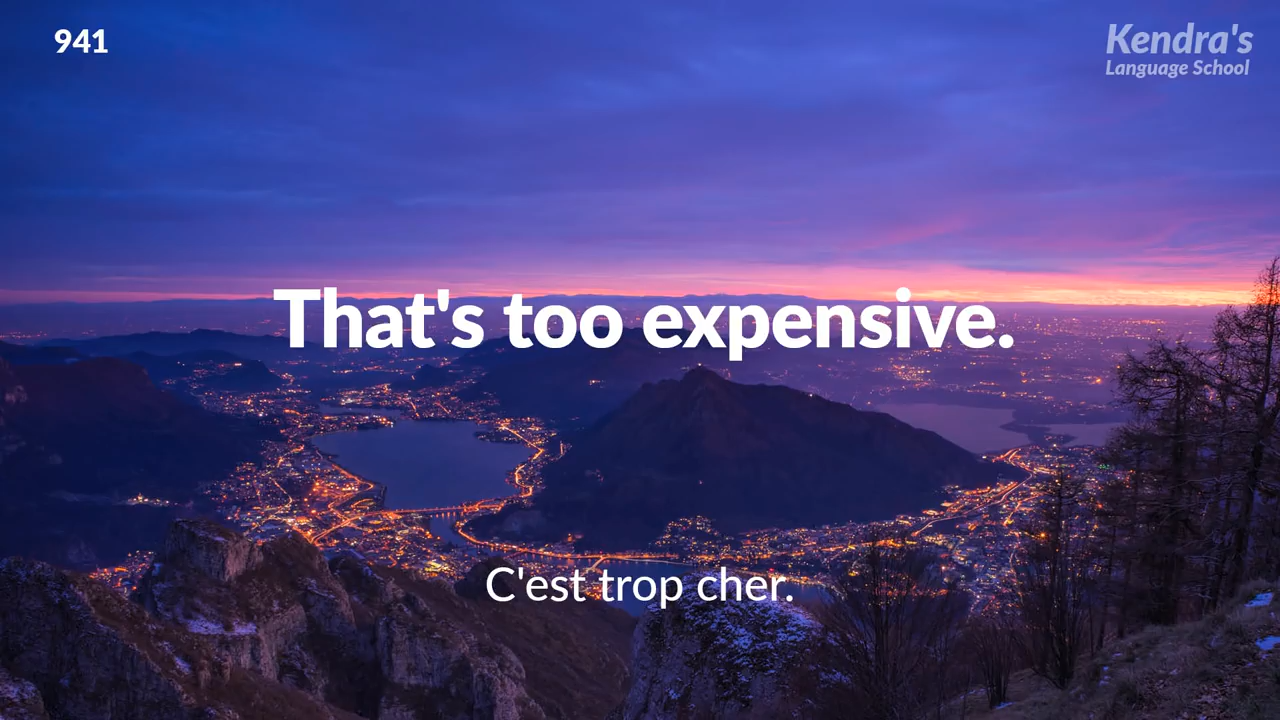 941
Kendra's
Language School
That's too expensive.
C'est trop cher.